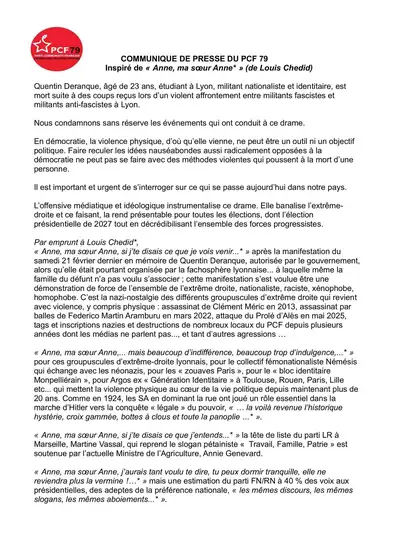 PCF 79
COMMUNIQUE DE PRESSE DU PCF 79
Inspiré de « Anne, ma sœur Anne* » (de Louis Chedid)
Quentin Deranque, âgé de 23 ans, étudiant à Lyon, militant nationaliste et identitaire, est
mort suite à des coups reçus lors d'un violent affrontement entre militants fascistes et
militants anti-fascistes à Lyon.
Nous condamnons sans réserve les événements qui ont conduit à ce drame.
En démocratie, la violence physique, d'où qu'elle vienne, ne peut être un outil ni un objectif
politique. Faire reculer les idées nauséabondes aussi radicalement opposées à la
démocratie ne peut pas se faire avec des méthodes violentes qui poussent à la mort d'une
personne.
Il est important et urgent de s'interroger sur ce qui se passe aujourd'hui dans notre pays.
L'offensive médiatique et idéologique instrumentalise ce drame. Elle banalise l'extrême-
droite et ce faisant, la rend présentable pour toutes les élections, dont l'élection
présidentielle de 2027 tout en décrédibilisant l'ensemble des forces progressistes.
Par emprunt à Louis Chedid*,
« Anne, ma sœur Anne, si j'te disais ce que je vois venir...* » après la manifestation du
samedi 21 février dernier en mémoire de Quentin Deranque, autorisée par le gouvernement,
alors qu'elle était pourtant organisée par la fachosphère lyonnaise... à laquelle même la
famille du défunt n'a pas voulu s'associer ; cette manifestation s'est voulue être une
démonstration de force de l'ensemble de l'extrême droite, nationaliste, raciste, xénophobe,
homophobe. C'est la nazi-nostalgie des différents groupuscules d'extrême droite qui revient
avec violence, y compris physique : assassinat de Clément Méric en 2013, assassinat par
balles de Federico Martin Aramburu en mars 2022, attaque du Prolé d'Alès en mai 2025,
tags et inscriptions nazies et destructions de nombreux locaux du PCF depuis plusieurs
années dont les médias ne parlent pas..., et tant d'autres agressions …
« Anne, ma sœur Anne,... mais beaucoup d'indifférence, beaucoup trop d'indulgence,...* »
pour ces groupuscules d'extrême-droite lyonnais, pour le collectif fémonationaliste Némésis
qui échange avec les néonazis, pour les « zouaves Paris », pour le « bloc identitaire
Monpelliérain », pour Argos ex « Génération Identitaire » à Toulouse, Rouen, Paris, Lille
etc... qui mettent la violence physique au cœur de la vie politique depuis maintenant plus de
20 ans. Comme en 1924, les SA en dominant la rue ont joué un rôle essentiel dans la
marche d'Hitler vers la conquête « légale » du pouvoir, « … la voilà revenue l'historique
hystérie, croix gammée, bottes à clous et toute la panoplie ...* ».
« Anne, ma sœur Anne, si j'te disais ce que j'entends...* » la tête de liste du parti LR à
Marseille, Martine Vassal, qui reprend le slogan pétainiste « Travail, Famille, Patrie » est
soutenue par l'actuelle Ministre de l'Agriculture, Annie Genevard.
« Anne, ma sœur Anne, j'aurais tant voulu te dire, tu peux dormir tranquille, elle ne
reviendra plus la vermine !…* » mais une estimation du parti FN/RN à 40 % des voix aux
présidentielles, des adeptes de la préférence nationale, « les mêmes discours, les mêmes
slogans, les mêmes aboiements...* ».